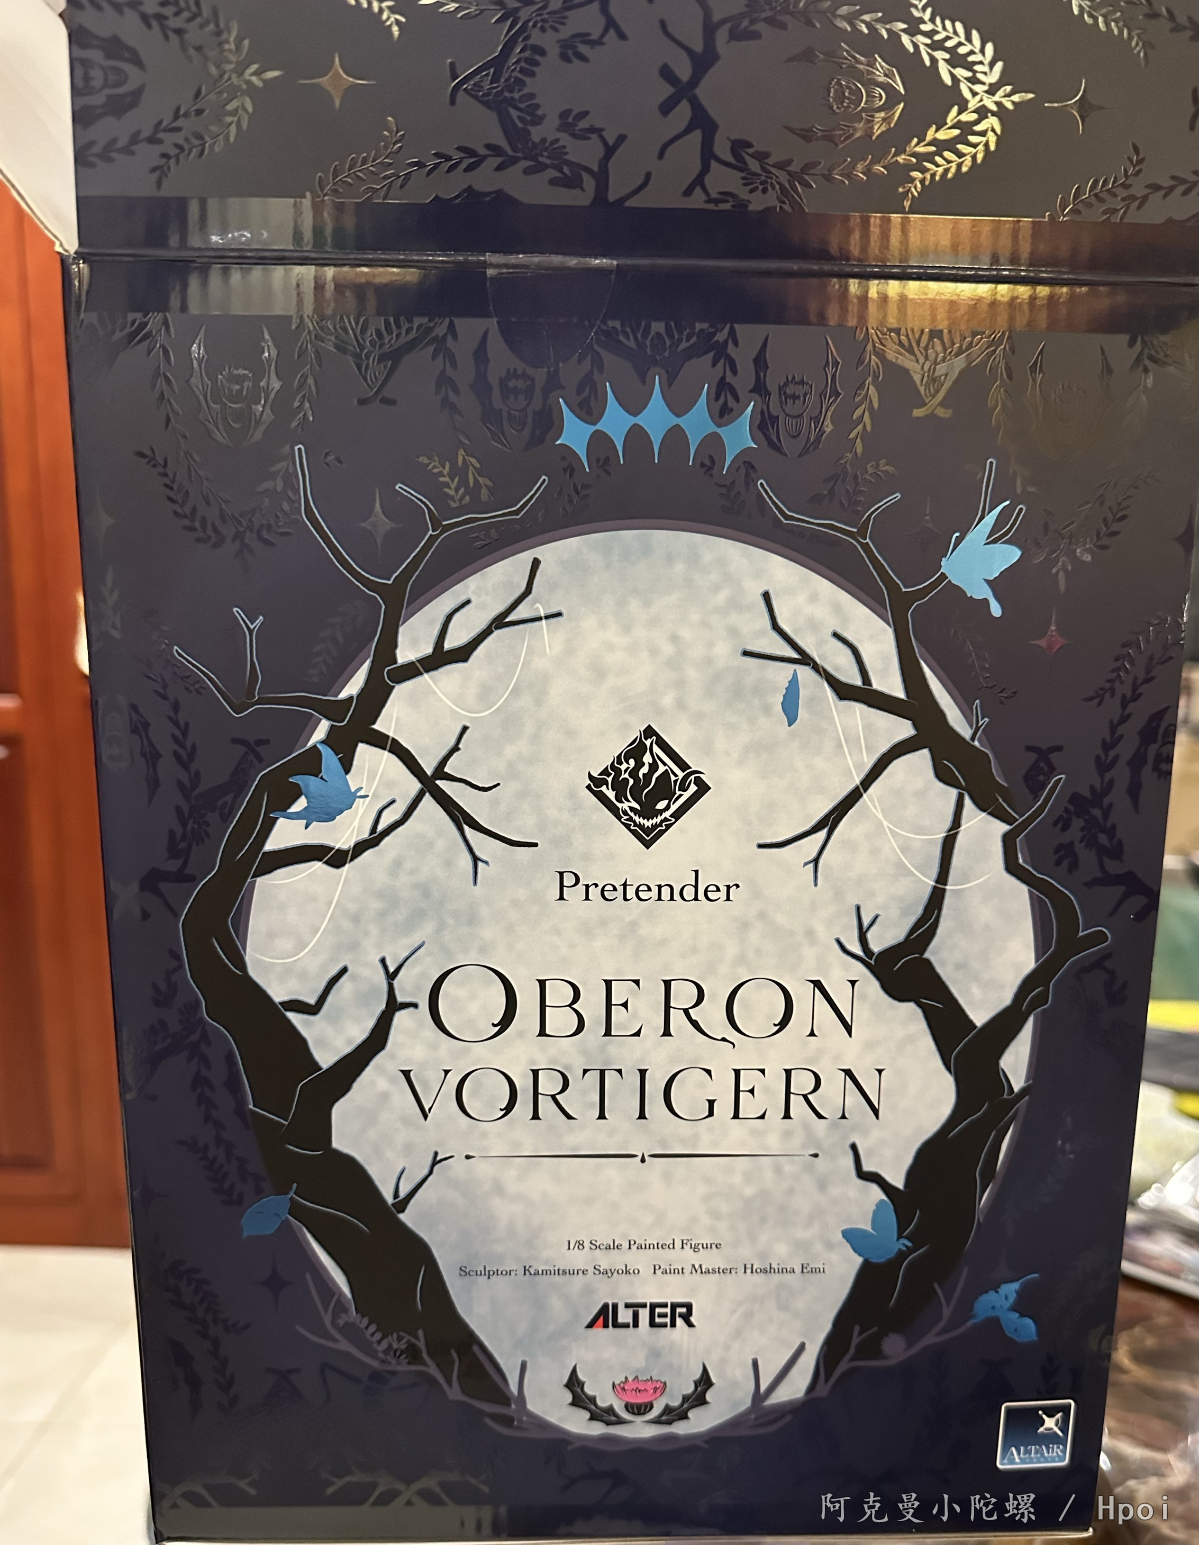 Pretender
OBERON
VORTIGERN
1/8 Scale Painted Figure
Sculptor: Kamitsure Sayoko Paint Master: Hoshina Emi
ALTER
ALTAiR
阿克曼小陀螺 / Hpoi